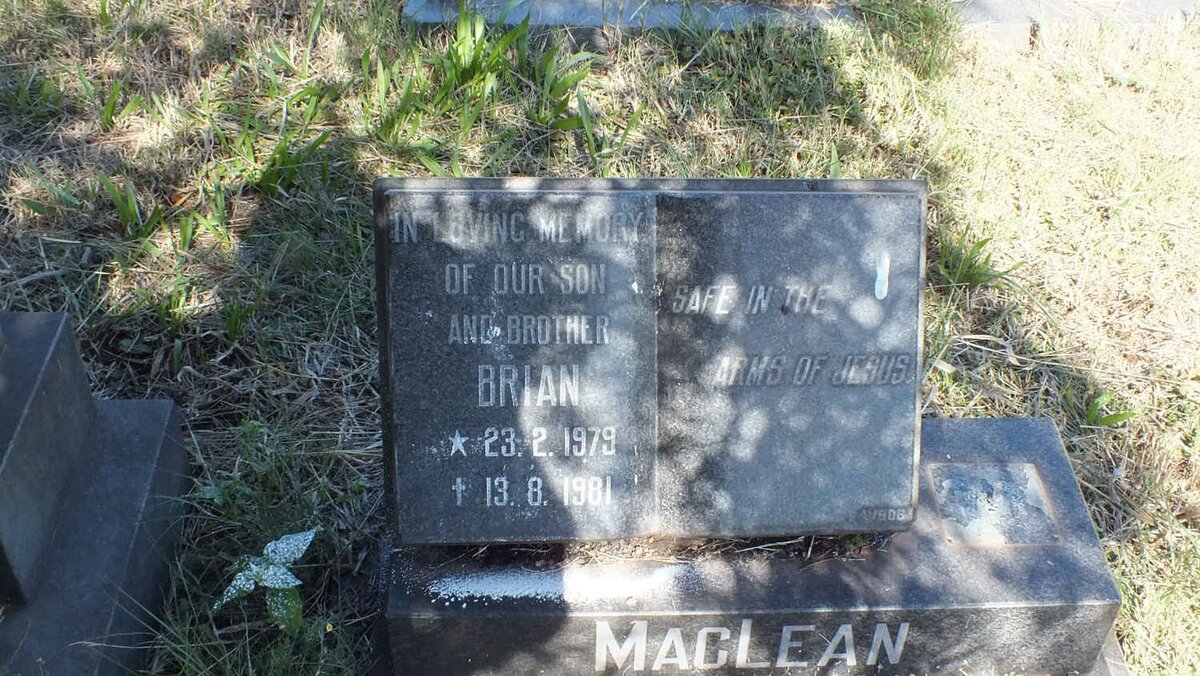 IN LOVING MEMORY
OF OUR SON
AND BROTHER
BRIAN
★ 23. 2. 1979
✝ 13. 8. 1981
SAFE IN THE
ARMS OF JESUS
MACLEAN